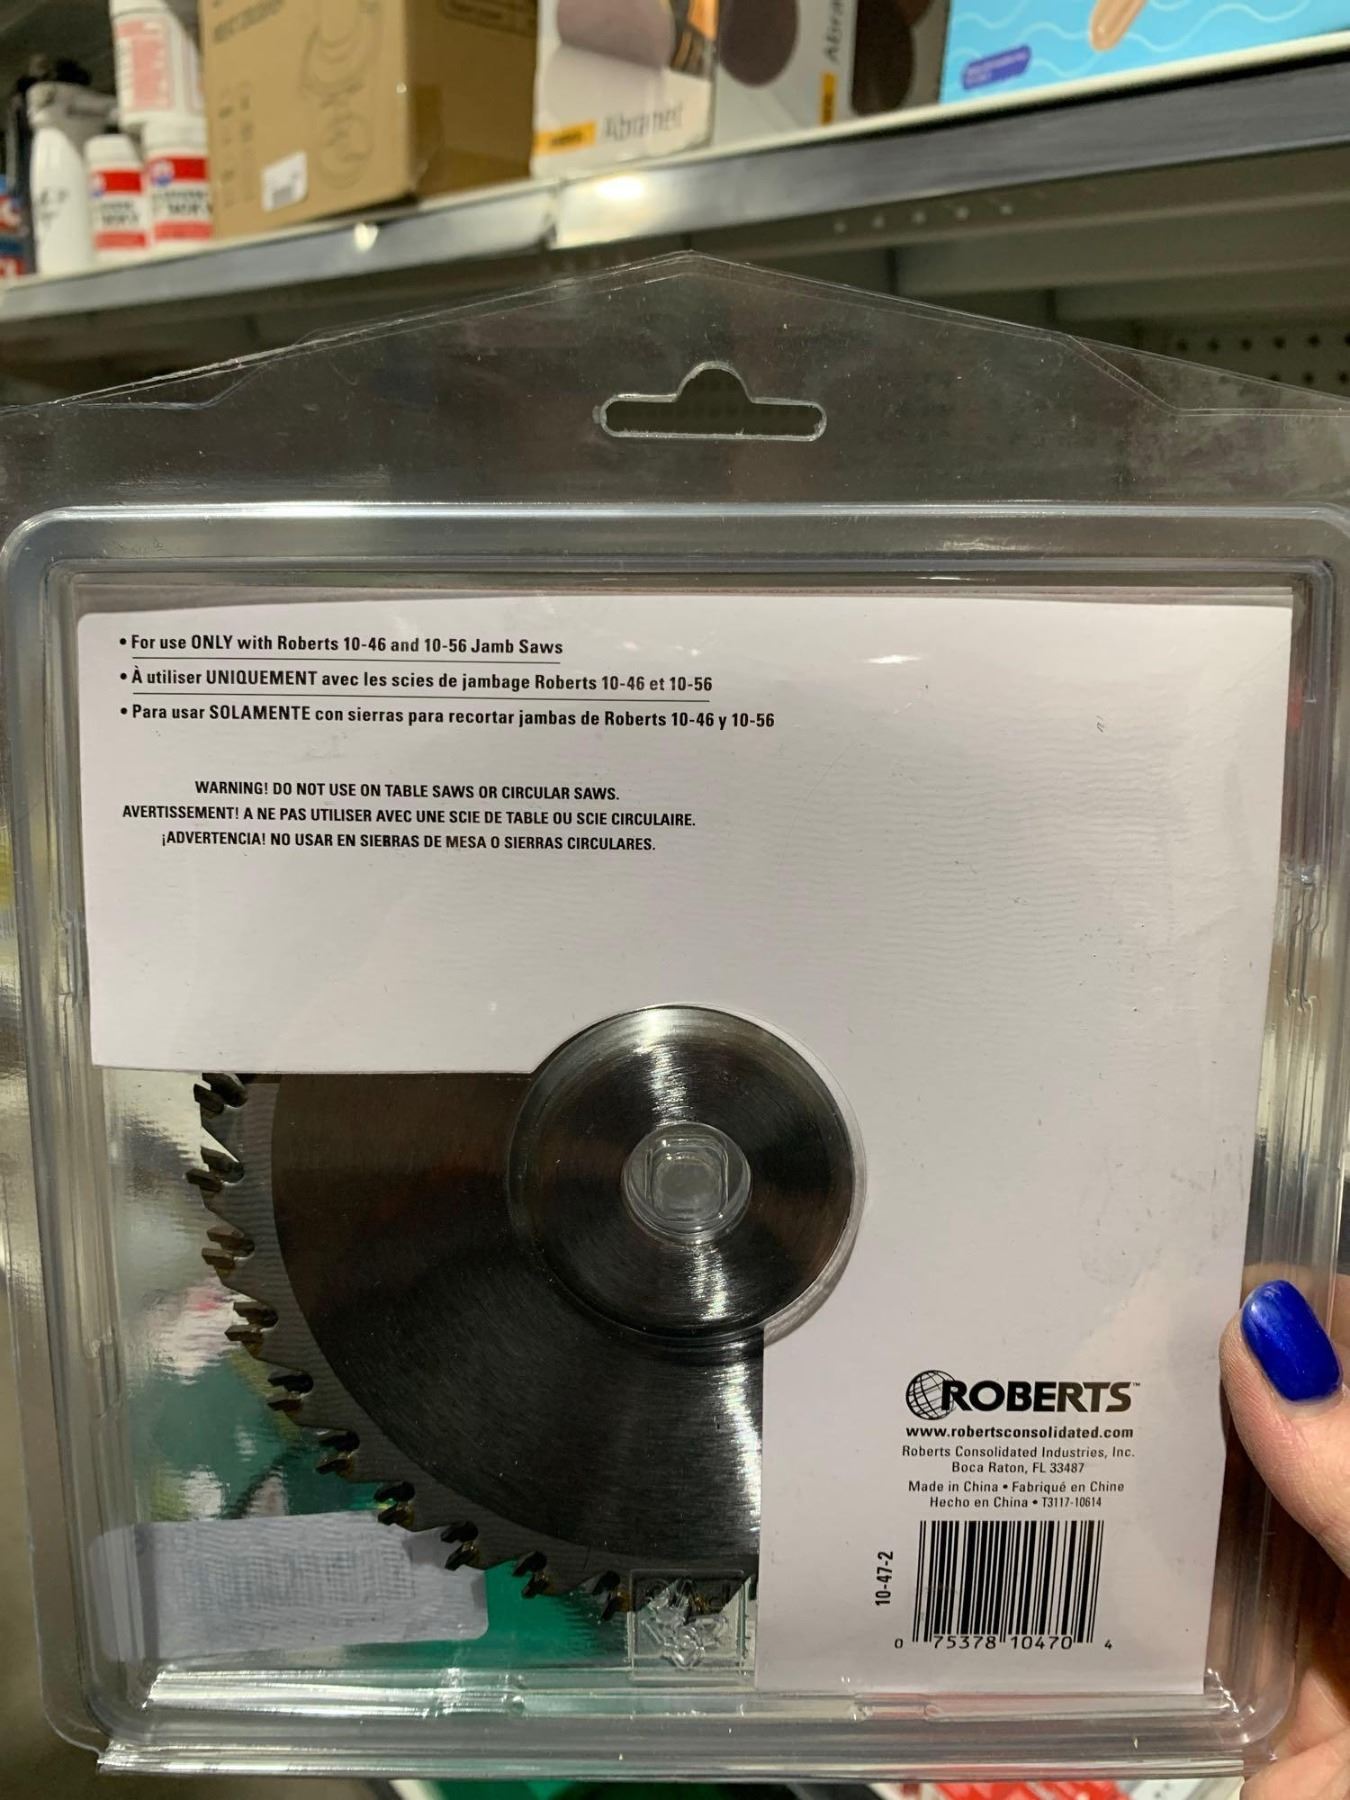 Abranet
• For use ONLY with Roberts 10-46 and 10-56 Jamb Saws
• À utiliser UNIQUEMENT avec les scies de jambage Roberts 10-46 et 10-56
• Para usar SOLAMENTE con sierras para recortar jambas de Roberts 10-46 y 10-56
WARNING! DO NOT USE ON TABLE SAWS OR CIRCULAR SAWS.
AVERTISSEMENT! A NE PAS UTILISER AVEC UNE SCIE DE TABLE OU SCIE CIRCULAIRE.
¡ADVERTENCIA! NO USAR EN SIERRAS DE MESA O SIERRAS CIRCULARES.
ROBERTS™
www.robertsconsolidated.com
Roberts Consolidated Industries, Inc.
Boca Raton, FL 33487
Made in China • Fabriqué en Chine
Hecho en China • T3117-10614
10-47-2
0 75378 10470 4